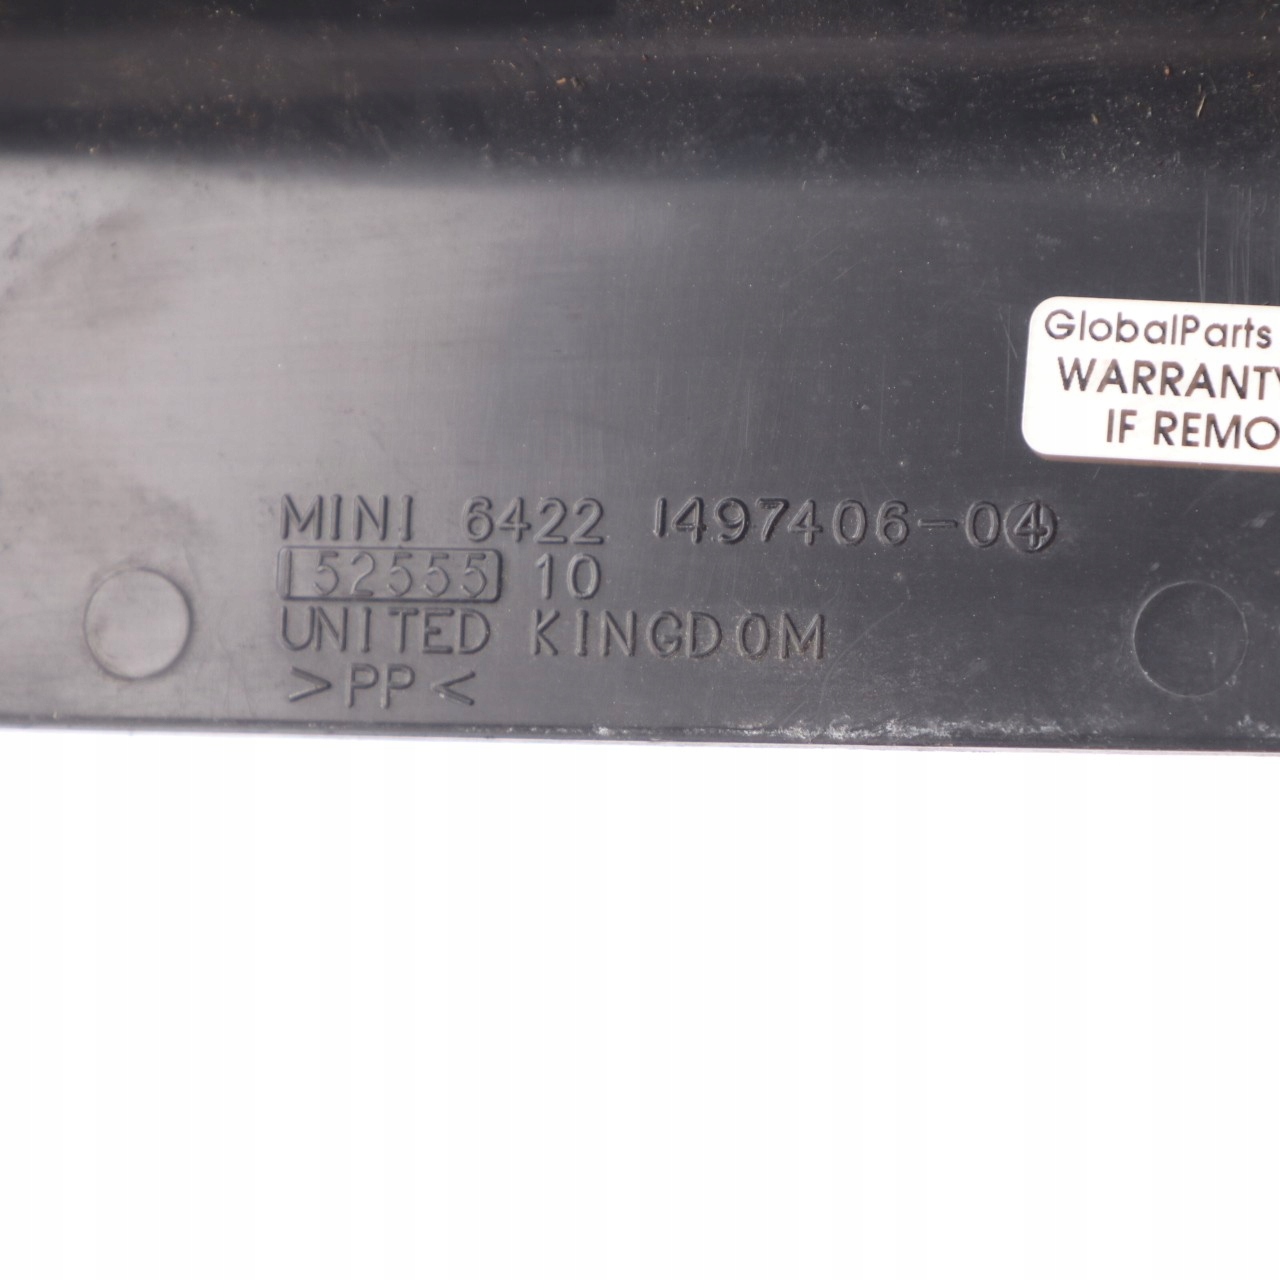 GlobalParts
WARRANTY
IF REMO
MINI 6422 1497406-04
152555 10
UNITED KINGDOM
>PP<